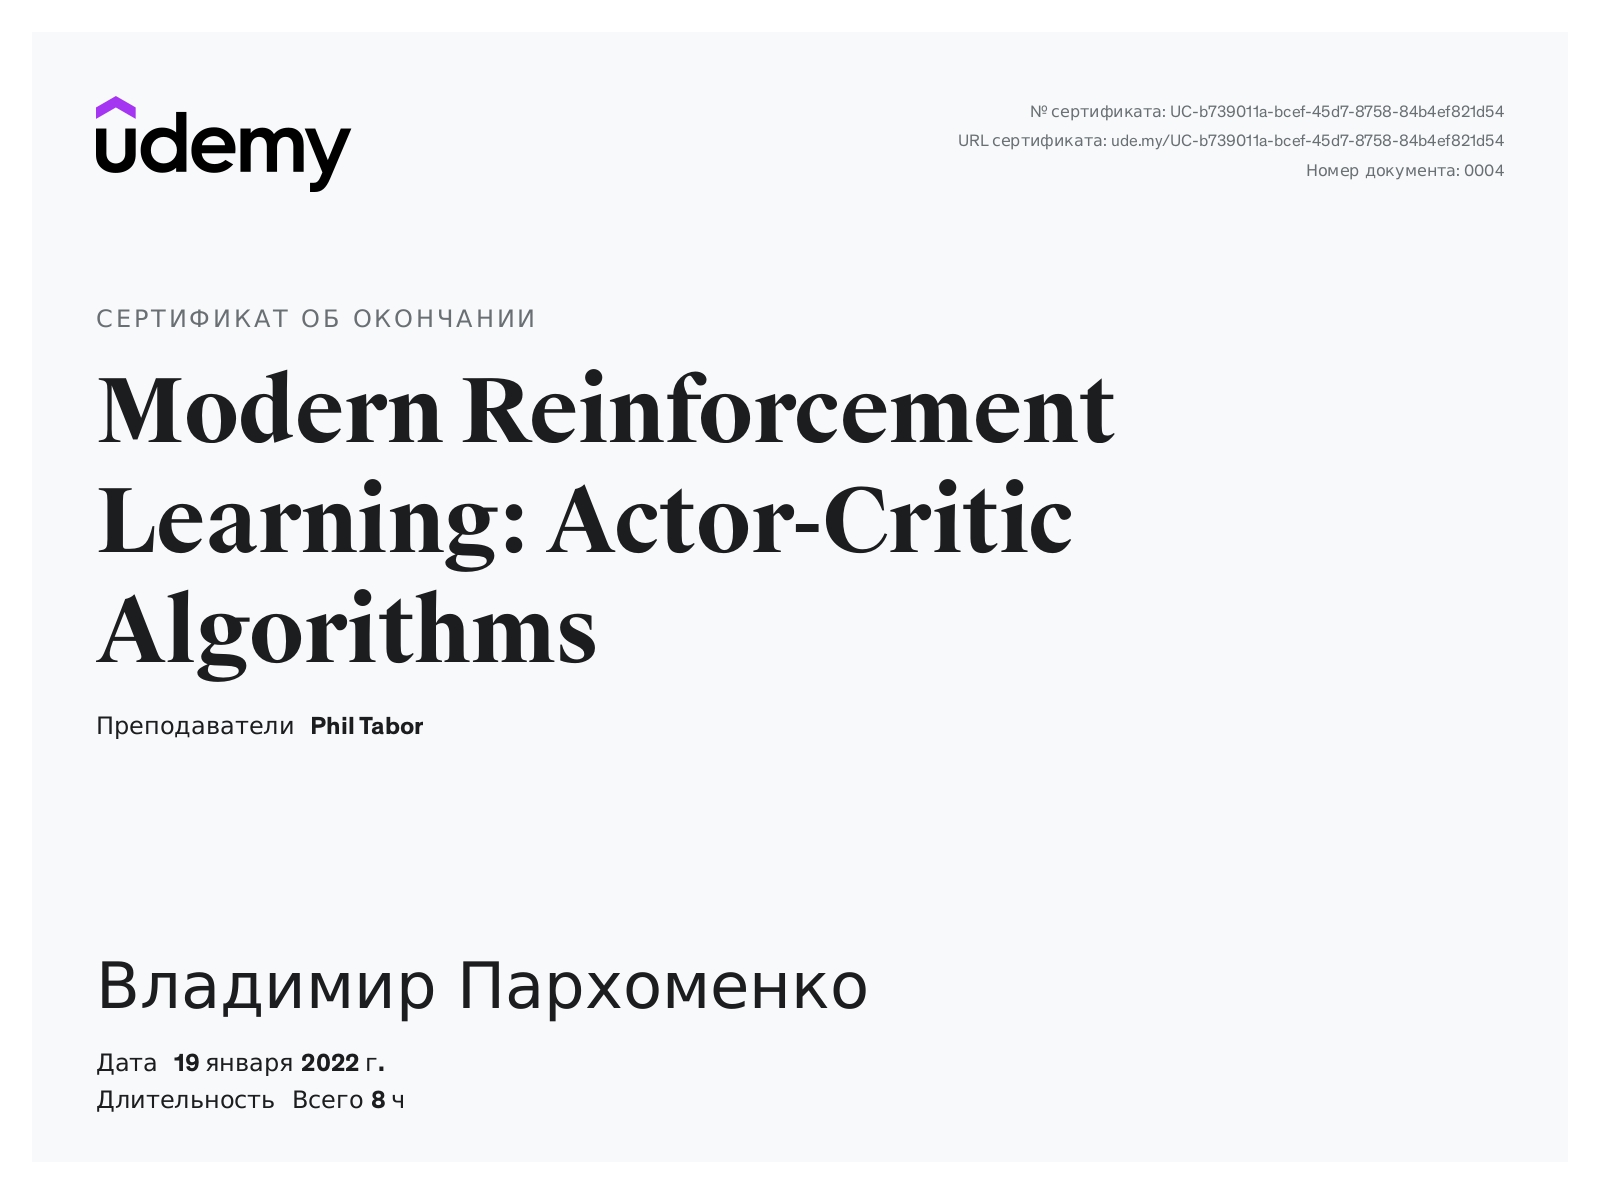 udemy
№ сертификата: UC-b739011a-bcef-45d7-8758-84b4ef821d54
URL сертификата: ude.my/UC-b739011a-bcef-45d7-8758-84b4ef821d54
Номер документа: 0004
СЕРТИФИКАТ ОБ ОКОНЧАНИИ
Modern Reinforcement
Learning: Actor-Critic
Algorithms
Преподаватели Phil Tabor
Владимир Пархоменко
Дата 19 января 2022 г.
Длительность Всего 8 ч